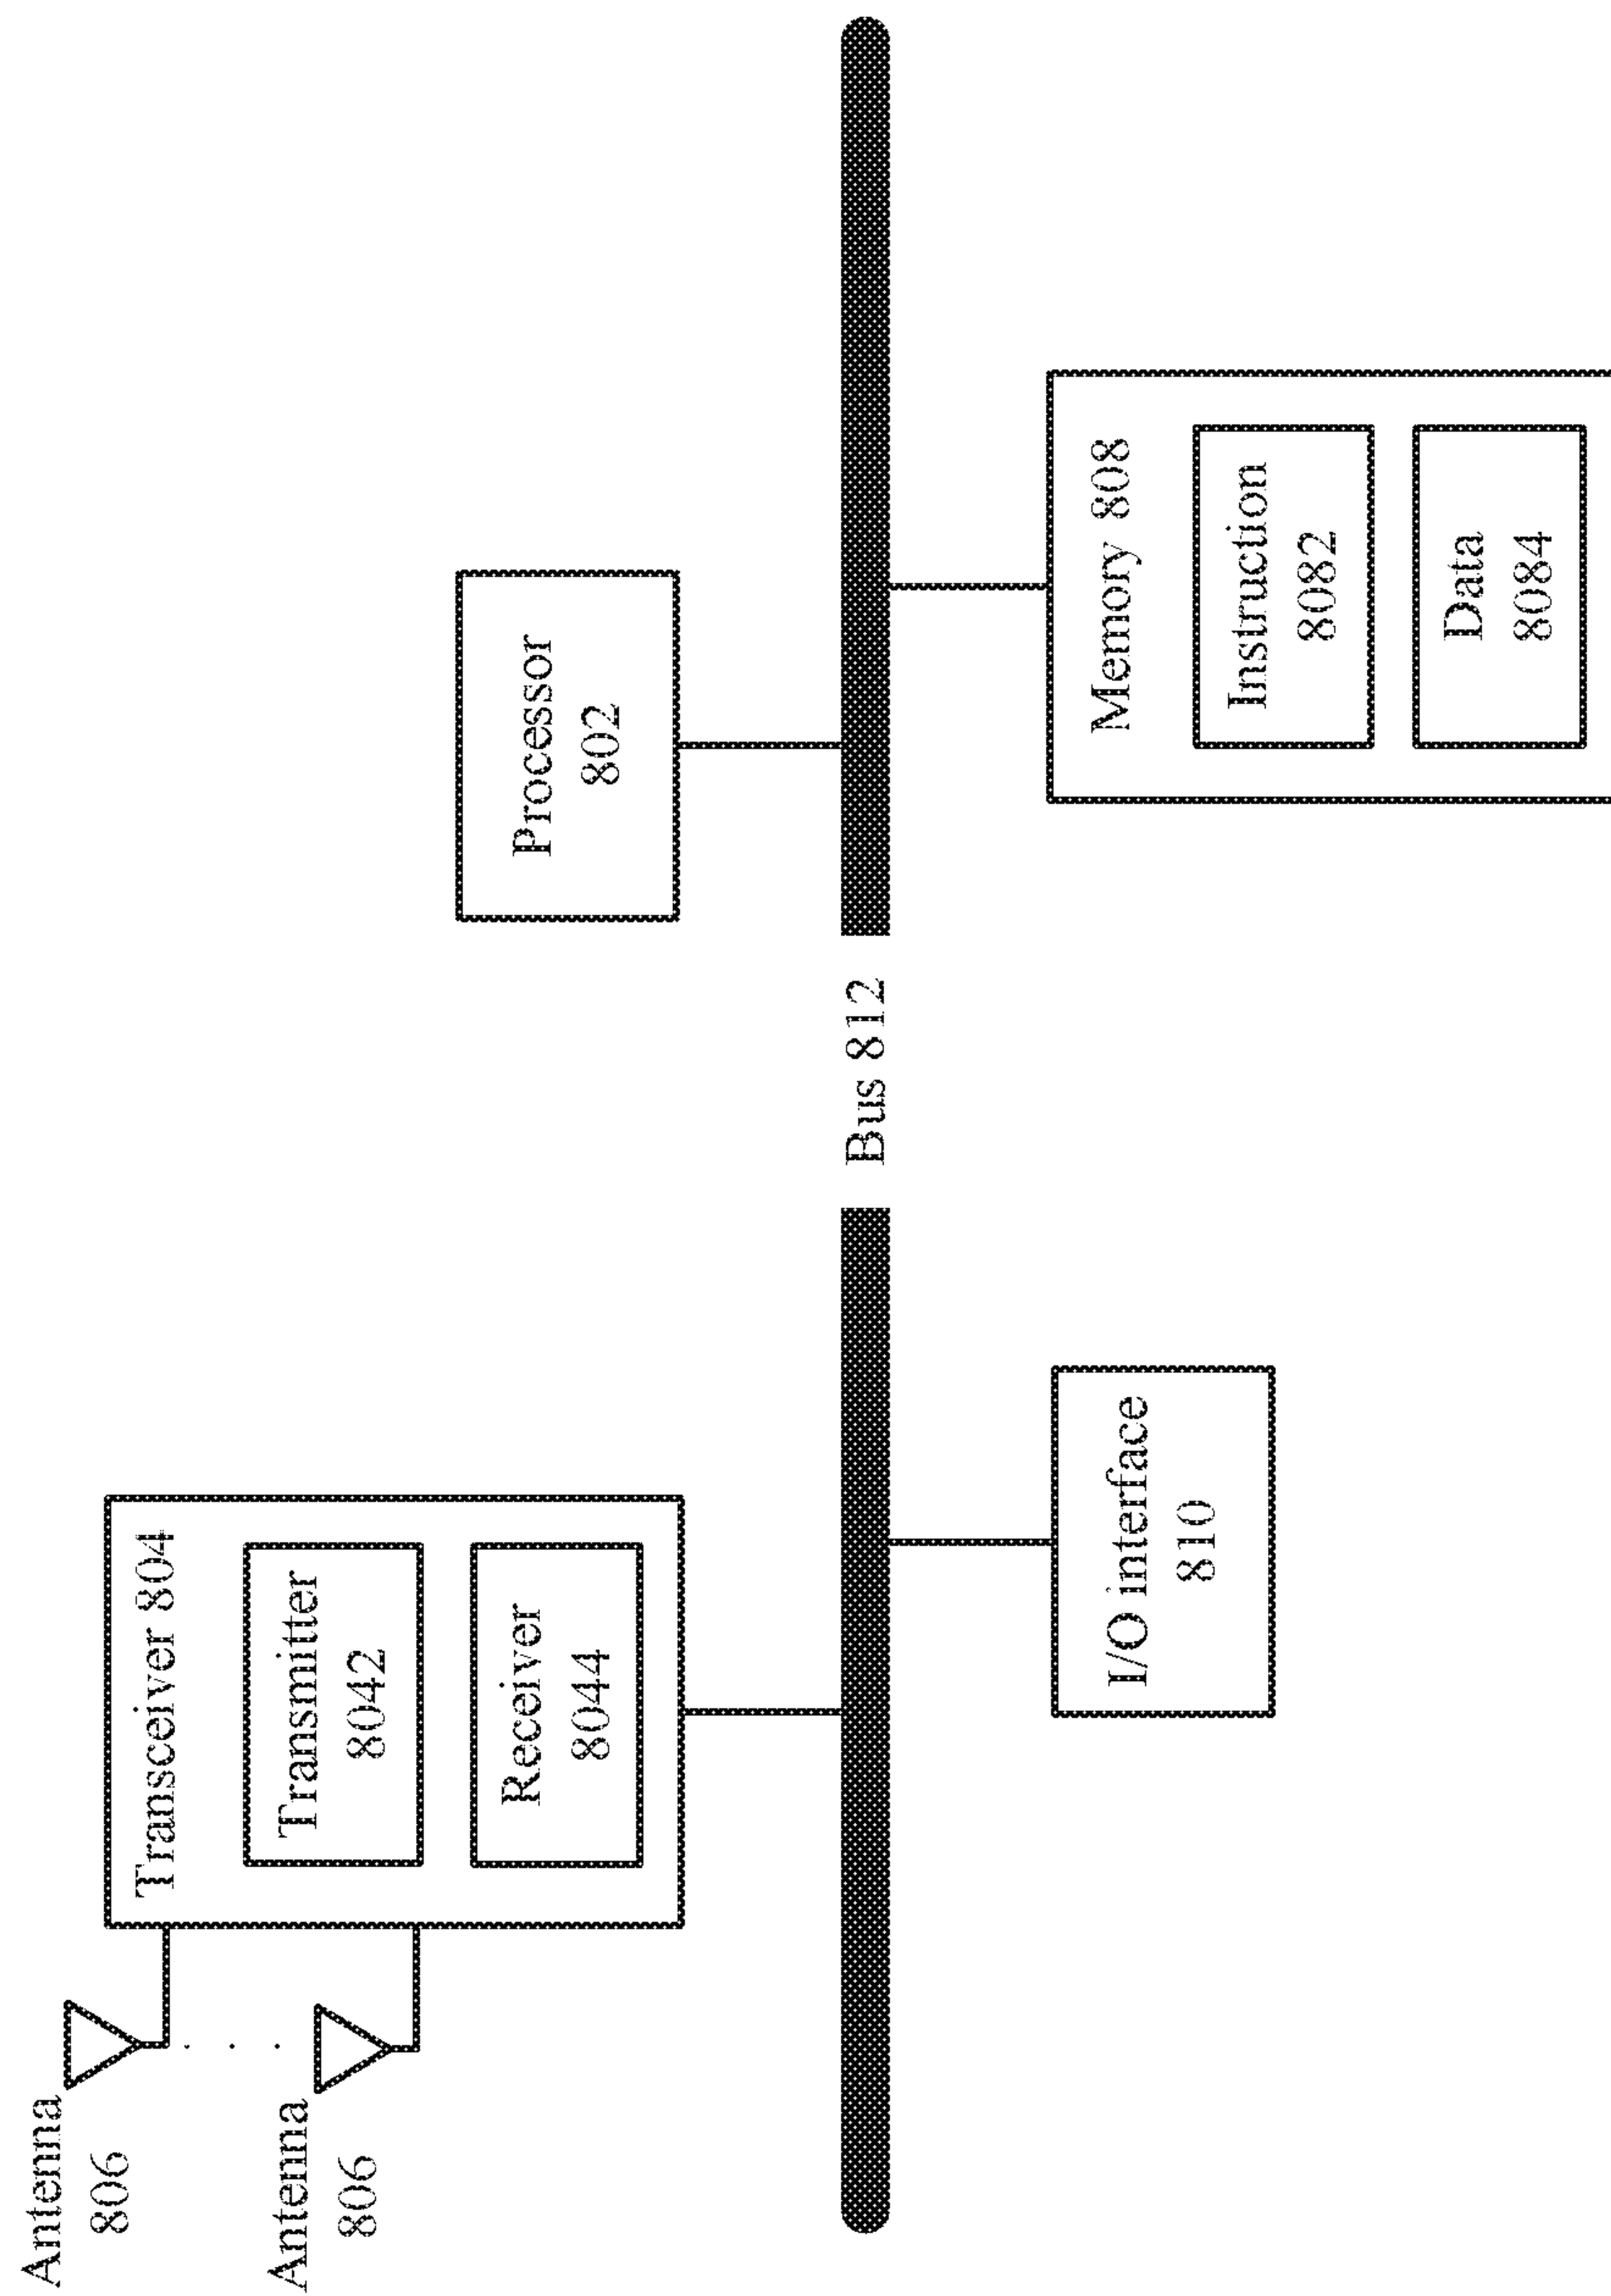 Antenna
806
Antenna
806
Transceiver 804
Transmitter
8042
Receiver
8044
Processor
802
Bus 812
I/O interface
810
Memory 808
Instruction
8082
Data
8084